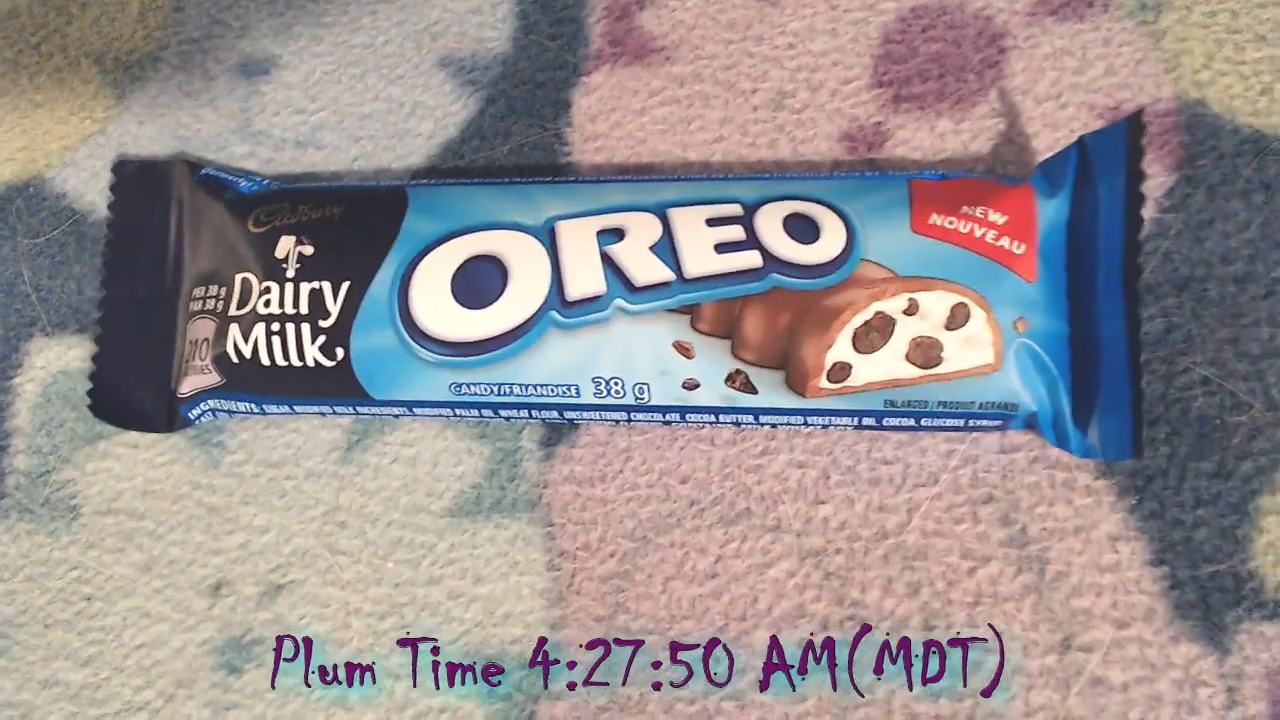 Cadbury
Dairy
Milk
PER 38 g
PAR 38 g
210
OREO
NEW
NOUVEAU
CANDY/FRIANDISE 38 g
ENLARGED / PRODUIT AGRANDI
INGREDIENTS: SUGAR, MODIFIED MILK INGREDIENTS, MODIFIED PALM OIL, WHEAT FLOUR, UNSWEETENED CHOCOLATE, COCOA BUTTER, MODIFIED VEGETABLE OIL, COCOA, GLUCOSE SYRUP
Plum Time 4:27:50 AM(MDT)